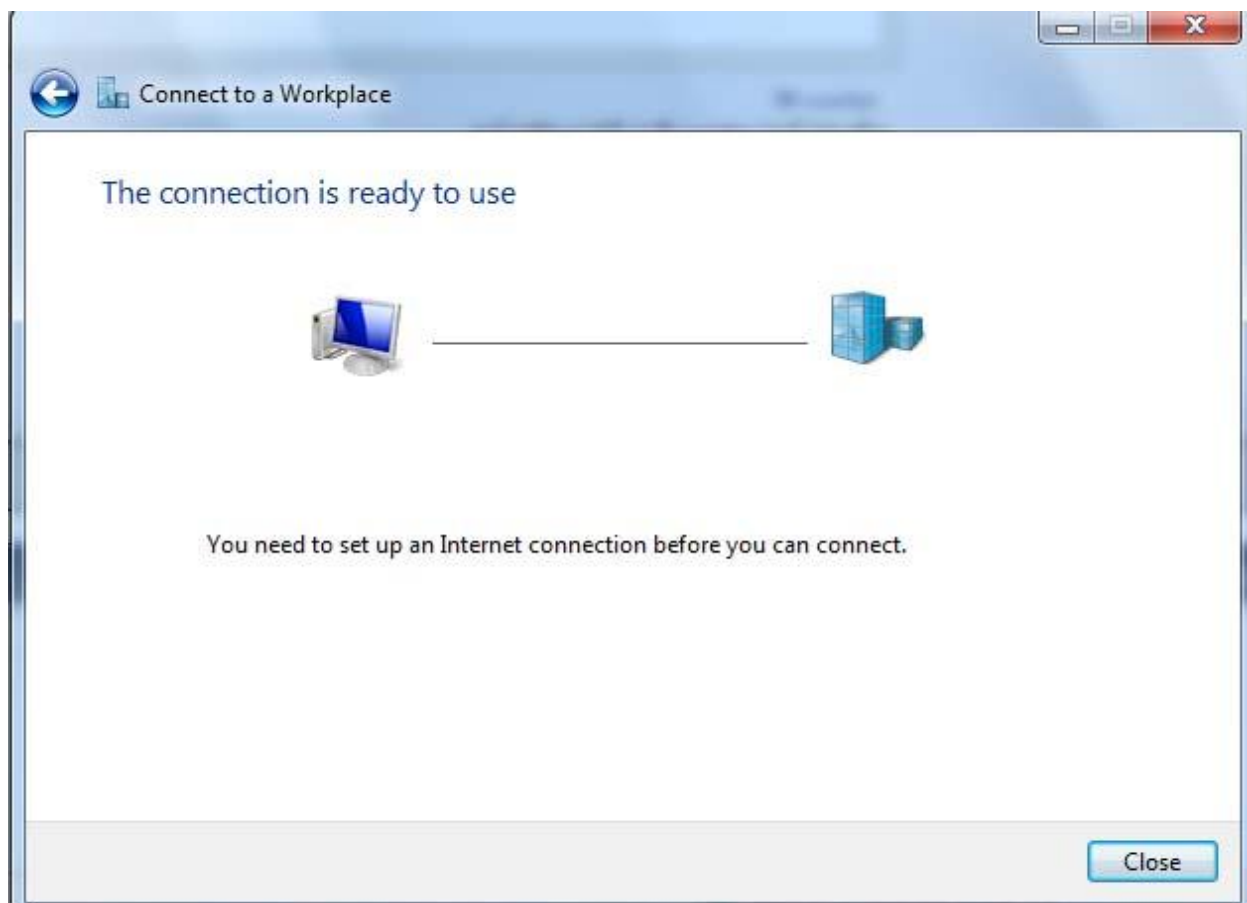 Connect to a Workplace
The connection is ready to use
You need to set up an Internet connection before you can connect.
Close